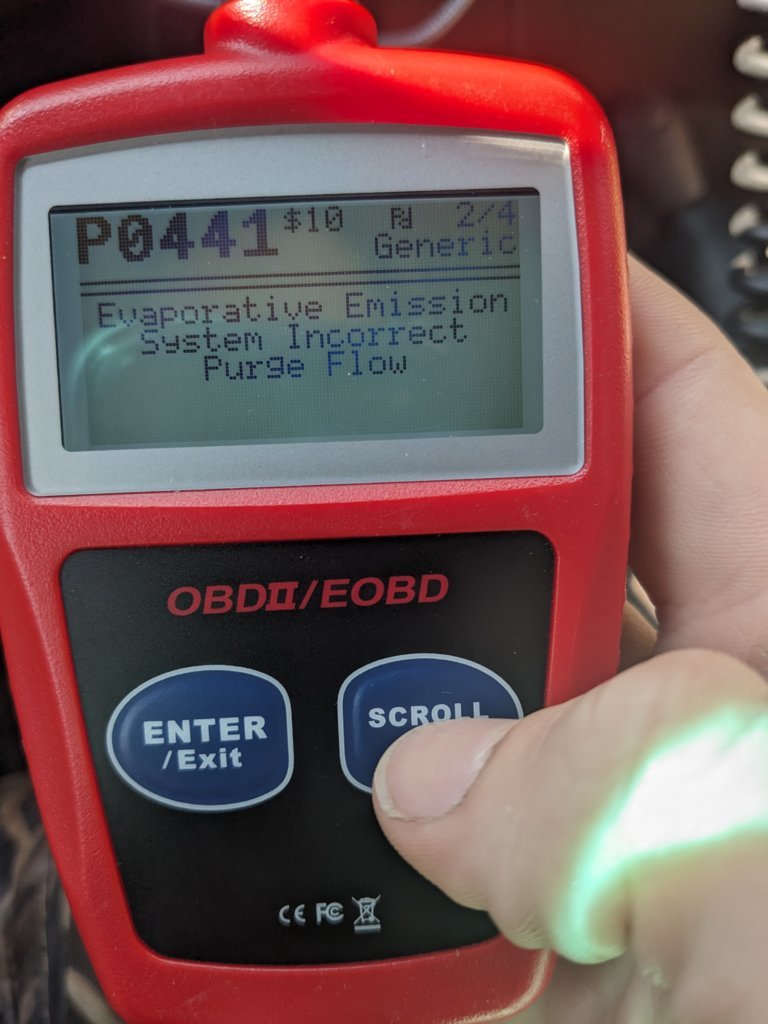 P0441 $10 2/4
Generic
Evaporative Emission
System Incorrect
Purge Flow
OBDII/EOBD
ENTER
/Exit
SCROLL
CE FC